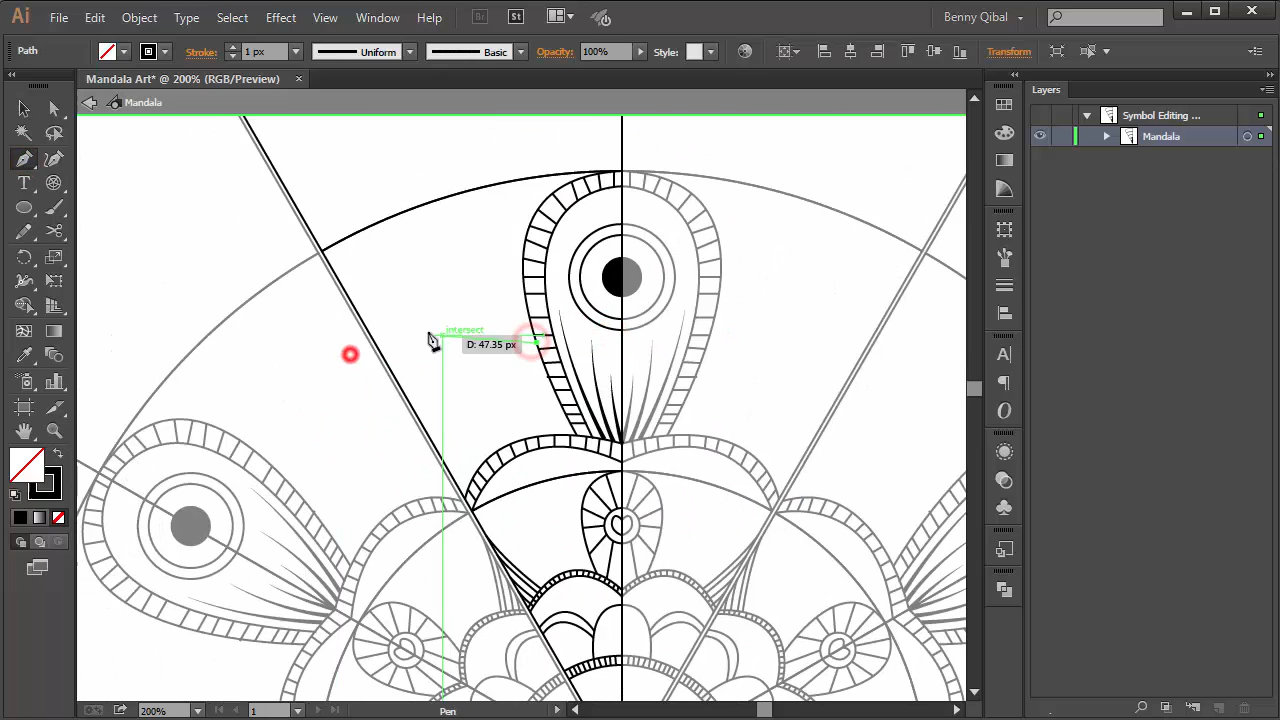 Ai File Edit Object Type Select Effect View Window Help Br St Benny Qibal
Path Stroke: 1 px Uniform Basic Opacity: 100% Style: Transform
Mandala Art* @ 200% (RGB/Preview)
Layers
Mandala
Symbol Editing ...
Mandala
intersect
D: 47.35 px
200% 1 Pen